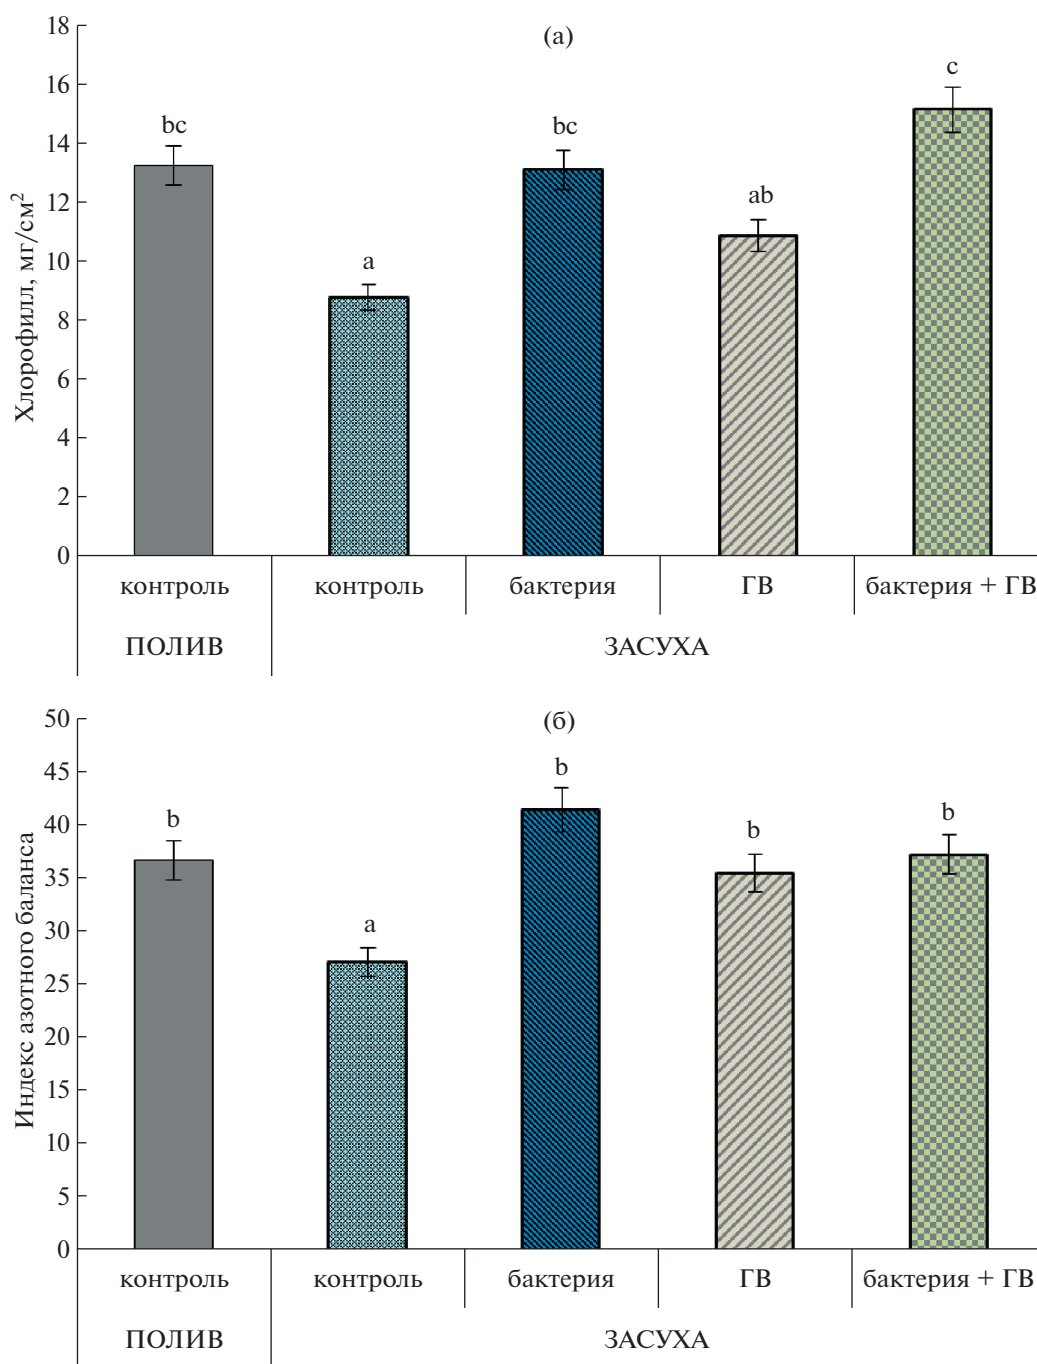 (а)
Хлорофилл, мг/см²
18
16
14
12
10
8
6
4
2
0
bc
a
bc
ab
c
контроль контроль бактерия ГВ бактерия + ГВ
ПОЛИВ ЗАСУХА
(б)
Индекс азотного баланса
50
45
40
35
30
25
20
15
10
5
0
b
a
b
b
b
контроль контроль бактерия ГВ бактерия + ГВ
ПОЛИВ ЗАСУХА